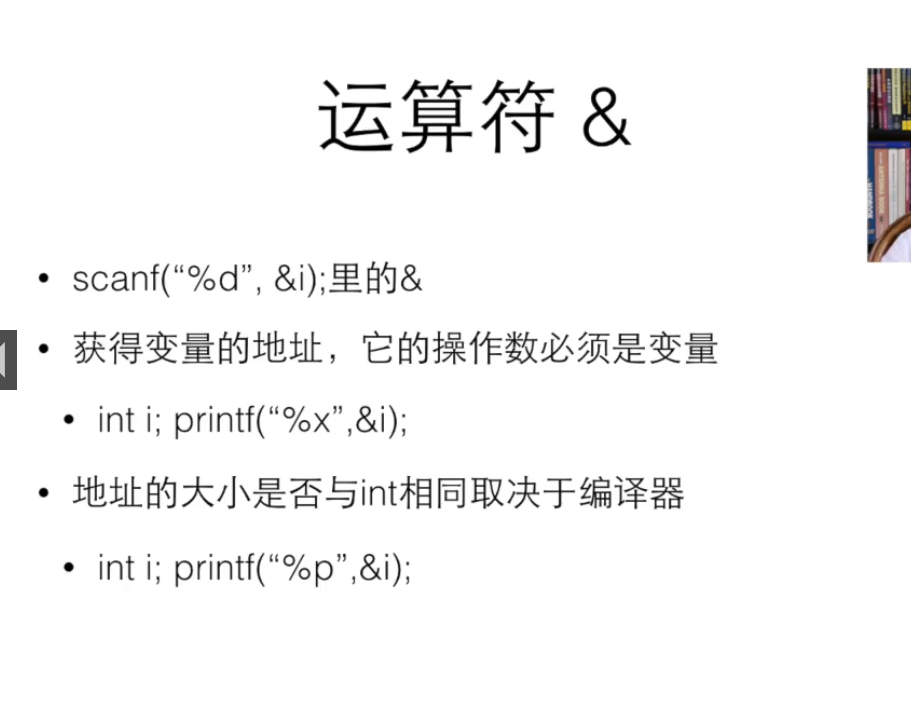 运算符 &
• scanf(“%d”, &i);里的&
• 获得变量的地址，它的操作数必须是变量
• int i; printf(“%x”,&i);
• 地址的大小是否与int相同取决于编译器
• int i; printf(“%p”,&i);